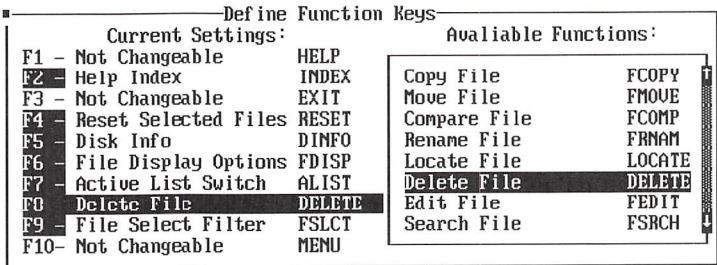 Define Function Keys
Current Settings:
F1 - Not Changeable HELP
F2 - Help Index INDEX
F3 - Not Changeable EXIT
F4 - Reset Selected Files RESET
F5 - Disk Info DINFO
F6 - File Display Options FDISP
F7 - Active List Switch ALIST
F8 Delete File DELETE
F9 - File Select Filter FSLCT
F10- Not Changeable MENU
Avaliable Functions:
Copy File FCOPY
Move File FMOVE
Compare File FCOMP
Rename File FRNAM
Locate File LOCATE
Delete File DELETE
Edit File FEDIT
Search File FSRCH